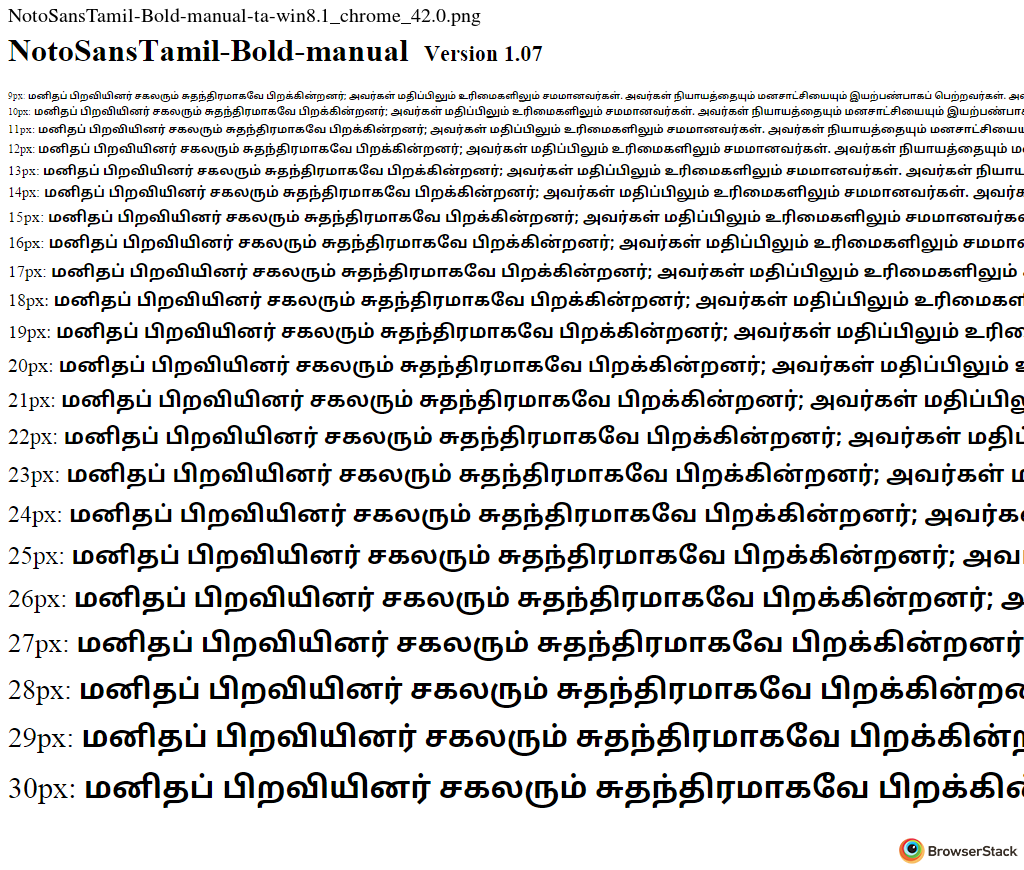 NotoSansTamil-Bold-manual-ta-win8.1_chrome_42.0.png
NotoSansTamil-Bold-manual Version 1.07
9px: மனிதப் பிறவியினர் சகலரும் சுதந்திரமாகவே பிறக்கின்றனர்; அவர்கள் மதிப்பிலும் உரிமைகளிலும் சமமானவர்கள். அவர்கள் நியாயத்தையும் மனசாட்சியையும் இயற்பண்பாகப் பெற்றவர்கள்.
10px: மனிதப் பிறவியினர் சகலரும் சுதந்திரமாகவே பிறக்கின்றனர்; அவர்கள் மதிப்பிலும் உரிமைகளிலும் சமமானவர்கள். அவர்கள் நியாயத்தையும் மனசாட்சியையும்
11px: மனிதப் பிறவியினர் சகலரும் சுதந்திரமாகவே பிறக்கின்றனர்; அவர்கள் மதிப்பிலும் உரிமைகளிலும் சமமானவர்கள். அவர்கள் நியாயத்தையும்
12px: மனிதப் பிறவியினர் சகலரும் சுதந்திரமாகவே பிறக்கின்றனர்; அவர்கள் மதிப்பிலும் உரிமைகளிலும் சமமானவர்கள். அவர்கள் நியாயத்தையும்
13px: மனிதப் பிறவியினர் சகலரும் சுதந்திரமாகவே பிறக்கின்றனர்; அவர்கள் மதிப்பிலும் உரிமைகளிலும் சமமானவர்கள். அவர்கள்
14px: மனிதப் பிறவியினர் சகலரும் சுதந்திரமாகவே பிறக்கின்றனர்; அவர்கள் மதிப்பிலும் உரிமைகளிலும் சமமானவர்கள்.
15px: மனிதப் பிறவியினர் சகலரும் சுதந்திரமாகவே பிறக்கின்றனர்; அவர்கள் மதிப்பிலும் உரிமைகளிலும்
16px: மனிதப் பிறவியினர் சகலரும் சுதந்திரமாகவே பிறக்கின்றனர்; அவர்கள் மதிப்பிலும் உரிமைகளிலும்
17px: மனிதப் பிறவியினர் சகலரும் சுதந்திரமாகவே பிறக்கின்றனர்; அவர்கள் மதிப்பிலும் உரிமைகளிலும்
18px: மனிதப் பிறவியினர் சகலரும் சுதந்திரமாகவே பிறக்கின்றனர்; அவர்கள் மதிப்பிலும்
19px: மனிதப் பிறவியினர் சகலரும் சுதந்திரமாகவே பிறக்கின்றனர்; அவர்கள் மதிப்பிலும்
20px: மனிதப் பிறவியினர் சகலரும் சுதந்திரமாகவே பிறக்கின்றனர்; அவர்கள் மதிப்பிலும்
21px: மனிதப் பிறவியினர் சகலரும் சுதந்திரமாகவே பிறக்கின்றனர்; அவர்கள்
22px: மனிதப் பிறவியினர் சகலரும் சுதந்திரமாகவே பிறக்கின்றனர்; அவர்கள்
23px: மனிதப் பிறவியினர் சகலரும் சுதந்திரமாகவே பிறக்கின்றனர்; அவர்கள்
24px: மனிதப் பிறவியினர் சகலரும் சுதந்திரமாகவே பிறக்கின்றனர்;
25px: மனிதப் பிறவியினர் சகலரும் சுதந்திரமாகவே பிறக்கின்றனர்;
26px: மனிதப் பிறவியினர் சகலரும் சுதந்திரமாகவே பிறக்கின்றனர்;
27px: மனிதப் பிறவியினர் சகலரும் சுதந்திரமாகவே பிறக்கின்றனர்
28px: மனிதப் பிறவியினர் சகலரும் சுதந்திரமாகவே
29px: மனிதப் பிறவியினர் சகலரும் சுதந்திரமாகவே
30px: மனிதப் பிறவியினர் சகலரும் சுதந்திரமாகவே
BrowserStack